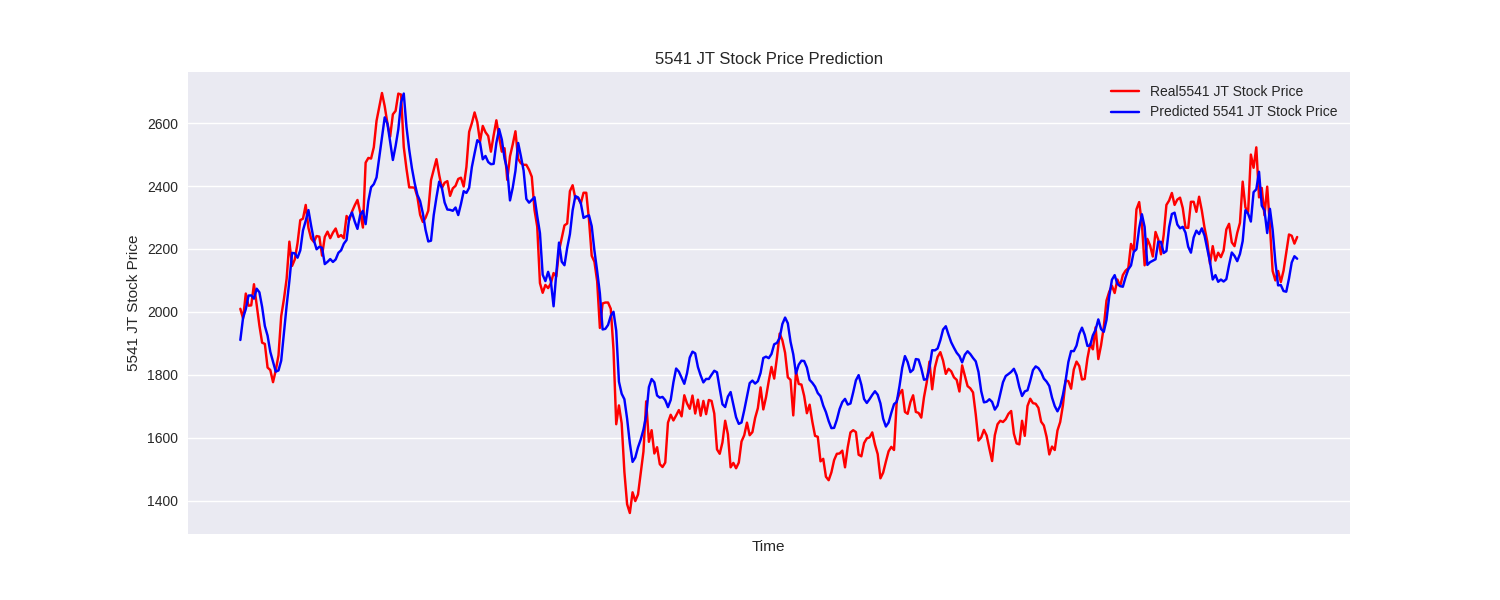 5541 JT Stock Price Prediction
Real5541 JT Stock Price
Predicted 5541 JT Stock Price
5541 JT Stock Price
2600
2400
2200
2000
1800
1600
1400
Time